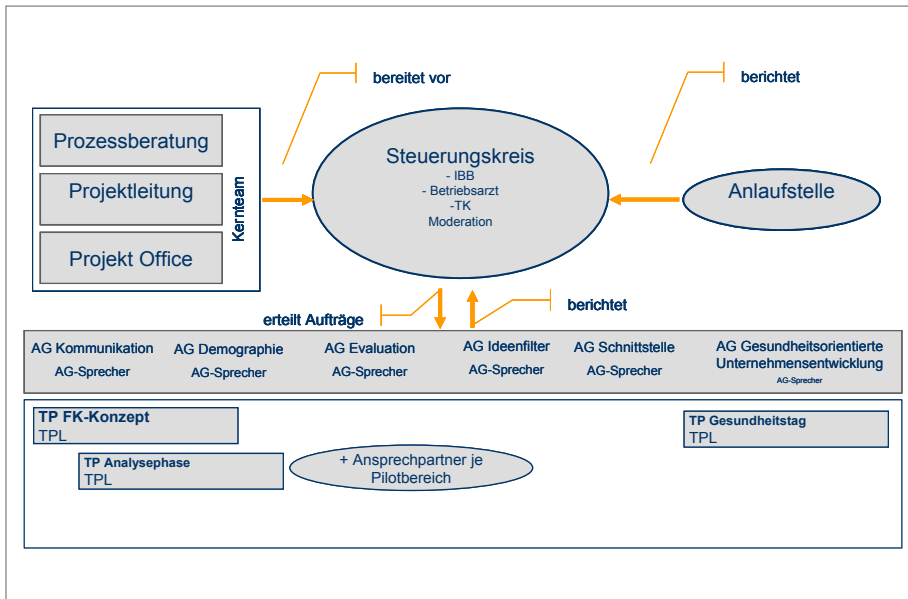 bereitet vor
berichtet
Prozessberatung
Projektleitung
Projekt Office
Kernteam
Steuerungskreis
- IBB
- Betriebsarzt
-TK
Moderation
Anlaufstelle
erteilt Aufträge
berichtet
AG Kommunikation
AG-Sprecher
AG Demographie
AG-Sprecher
AG Evaluation
AG-Sprecher
AG Ideenfilter
AG-Sprecher
AG Schnittstelle
AG-Sprecher
AG Gesundheitsorientierte
Unternehmensentwicklung
AG-Sprecher
TP FK-Konzept
TPL
TP Analysephase
TPL
+ Ansprechpartner je
Pilotbereich
TP Gesundheitstag
TPL